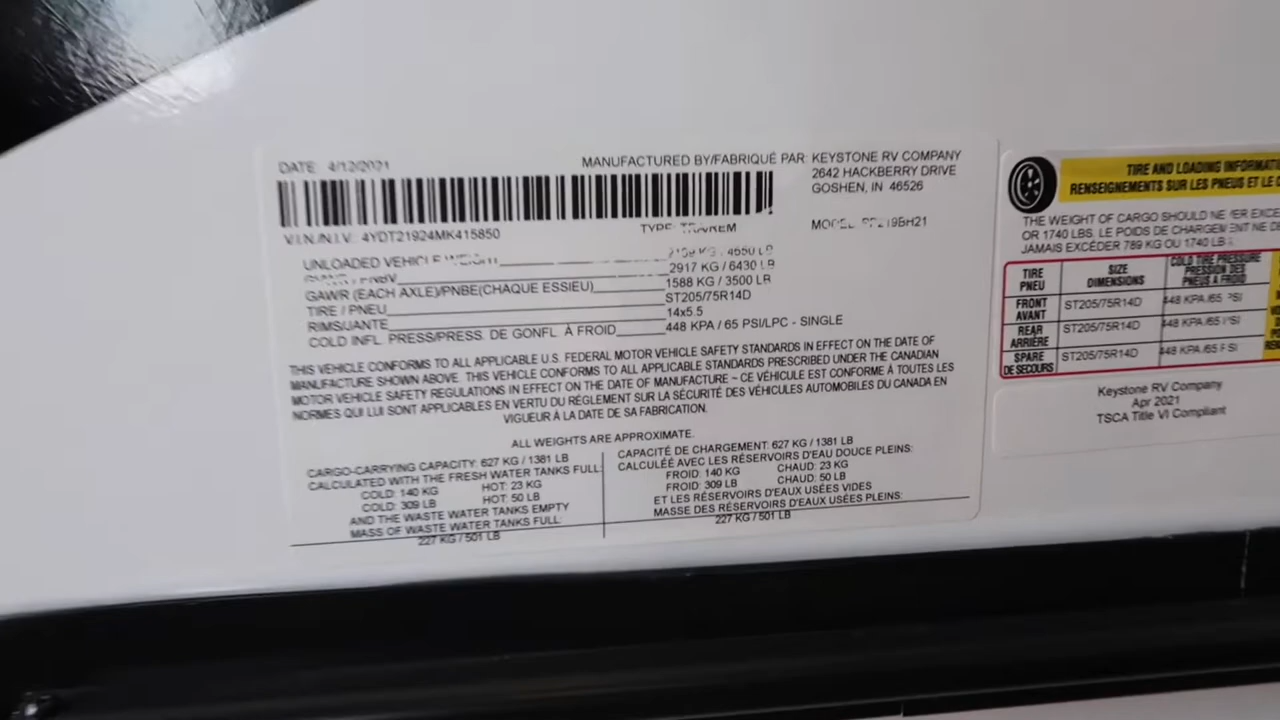 DATE: 4/12/2021
MANUFACTURED BY/FABRIQUÉ PAR: KEYSTONE RV COMPANY
2642 HACKBERRY DRIVE
GOSHEN, IN 46526
V.I.N./N.I.V.: 4YDT21924MK415850
TYPE:
UNLOADED VEHICLE WEIGHT 4650 LB
2917 KG / 6430 LB
GAWR (EACH AXLE)/PNBE(CHAQUE ESSIEU) 1588 KG / 3500 LB
TIRE / PNEU ST205/75R14D
RIMS/JANTE 14x5.5
COLD INFL. PRESS/PRESS. DE GONFL. À FROID 448 KPA / 65 PSI/LPC - SINGLE
THIS VEHICLE CONFORMS TO ALL APPLICABLE U.S. FEDERAL MOTOR VEHICLE SAFETY STANDARDS IN EFFECT ON THE DATE OF
MANUFACTURE SHOWN ABOVE. THIS VEHICLE CONFORMS TO ALL APPLICABLE STANDARDS PRESCRIBED UNDER THE CANADIAN
MOTOR VEHICLE SAFETY REGULATIONS IN EFFECT ON THE DATE OF MANUFACTURE ~ CE VÉHICULE EST CONFORME À TOUTES LES
NORMES QUI LUI SONT APPLICABLES EN VERTU DU RÉGLEMENT SUR LA SÉCURITÉ DES VÉHICULES AUTOMOBILES DU CANADA EN
VIGUEUR À LA DATE DE SA FABRICATION.
ALL WEIGHTS ARE APPROXIMATE.
CARGO-CARRYING CAPACITY: 627 KG / 1381 LB
CALCULATED WITH THE FRESH WATER TANKS FULL:
COLD: 140 KG HOT: 23 KG
COLD: 309 LB HOT: 50 LB
AND THE WASTE WATER TANKS EMPTY
MASS OF WASTE WATER TANKS FULL:
227 KG / 501 LB
CAPACITÉ DE CHARGEMENT: 627 KG / 1381 LB
CALCULÉE AVEC LES RÉSERVOIRS D'EAU DOUCE PLEINS:
FROID: 140 KG CHAUD: 23 KG
FROID: 309 LB CHAUD: 50 LB
ET LES RÉSERVOIRS D'EAUX USÉES VIDES
MASSE DES RÉSERVOIRS D'EAUX USÉES PLEINS:
227 KG / 501 LB
TIRE AND LOADING
RENSEIGNEMENTS SUR LES PNEUS ET LE
THE WEIGHT OF CARGO SHOULD
OR 1740 LBS. LE POIDS DE CHARGEMENT NE
JAMAIS EXCÉDER 789 KG OU 1740 LB
TIRE SIZE COLD TIRE PRESSURE
PNEU DIMENSIONS PRESSION DES
PNEUS À FROID
FRONT
AVANT ST205/75R14D 448 KPA /65 PSI
REAR
ARRIÈRE ST205/75R14D 448 KPA /65 PSI
SPARE
DE SECOURS ST205/75R14D 448 KPA /65 PSI
Keystone RV Company
Apr 2021
TSCA Title VI Compliant